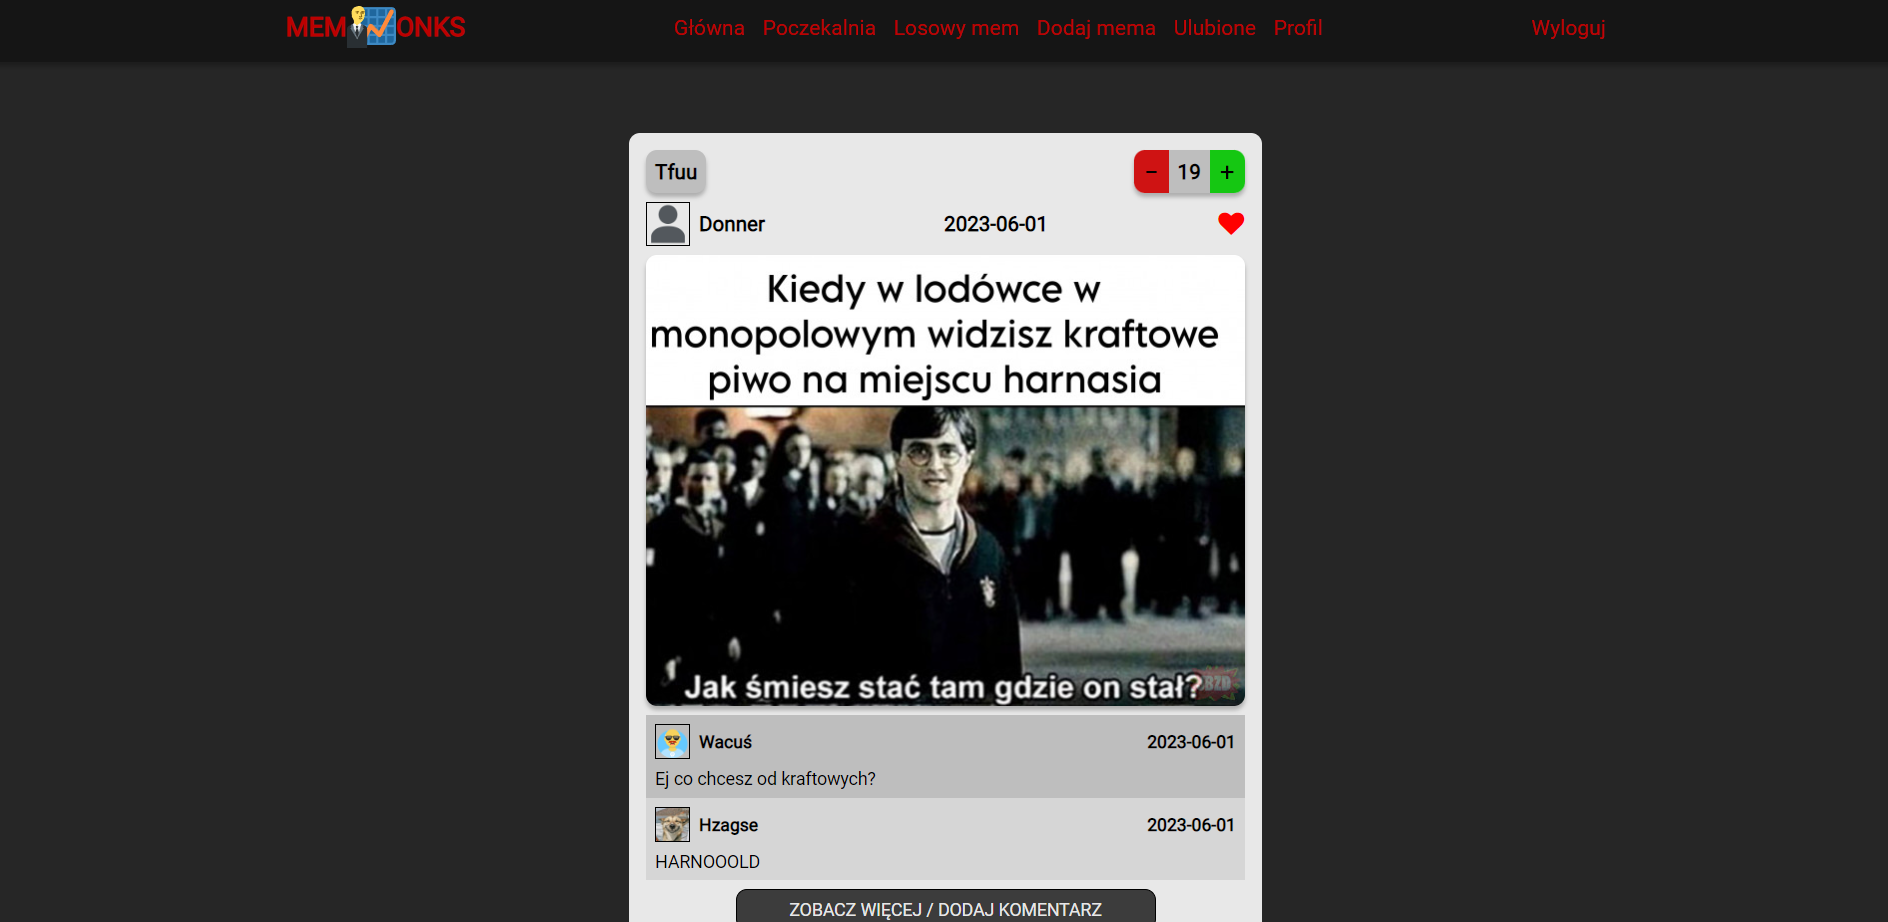 MEM ONKS
Główna Poczekalnia Losowy mem Dodaj mema Ulubione Profil
Wyloguj
Tfuu
− 19 +
Donner 2023-06-01
Kiedy w lodówce w
monopolowym widzisz kraftowe
piwo na miejscu harnasia
Jak śmiesz stać tam gdzie on stał?
Wacuś 2023-06-01
Ej co chcesz od kraftowych?
Hzagse 2023-06-01
HARNOOOLD
ZOBACZ WIĘCEJ / DODAJ KOMENTARZ